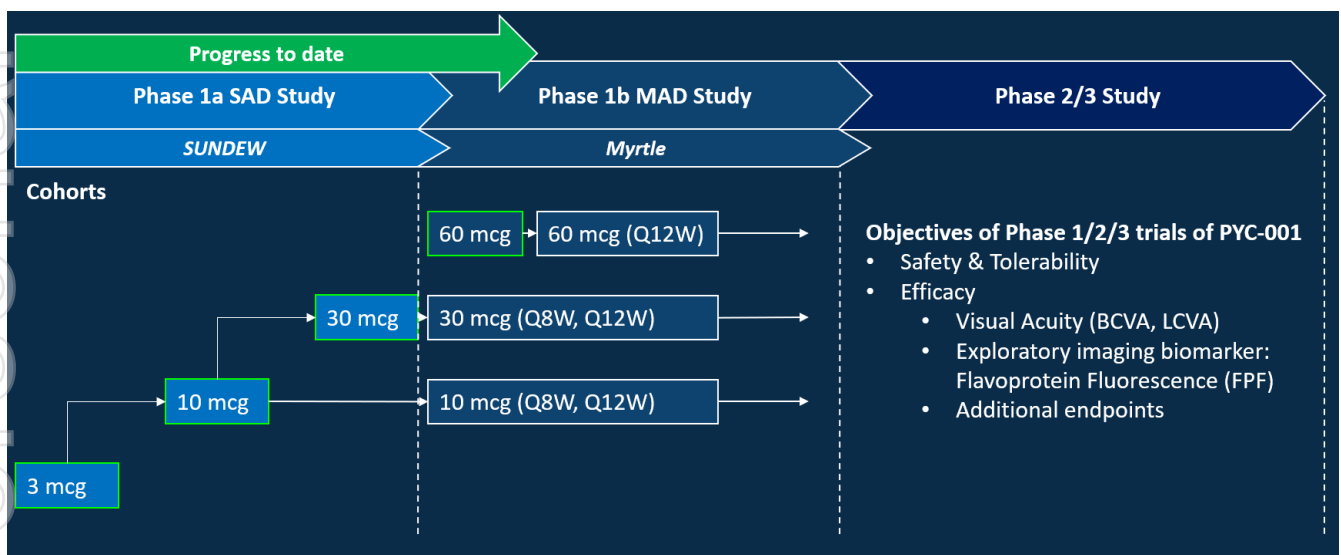 Progress to date
Phase 1a SAD Study
Phase 1b MAD Study
Phase 2/3 Study
SUNDEW
Myrtle
Cohorts
60 mcg
60 mcg (Q12W)
30 mcg
30 mcg (Q8W, Q12W)
10 mcg
10 mcg (Q8W, Q12W)
3 mcg
Objectives of Phase 1/2/3 trials of PYC-001
• Safety & Tolerability
• Efficacy
• Visual Acuity (BCVA, LCVA)
• Exploratory imaging biomarker:
Flavoprotein Fluorescence (FPF)
• Additional endpoints